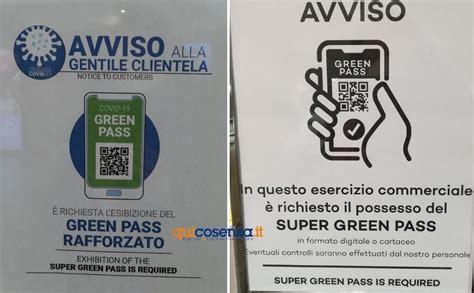 AVVISO ALLA
GENTILE CLIENTELA
NOTICE TO CUSTOMERS
COVID-19
COVID-19
GREEN
PASS
È RICHIESTA L'ESIBIZIONE DEL
GREEN PASS
RAFFORZATO
EXHIBITION OF THE
SUPER GREEN PASS IS REQUIRED
quicosenza.it
AVVISO
GREEN
PASS
In questo esercizio commerciale
è richiesto il possesso del
SUPER GREEN PASS
in formato digitale o cartaceo
Eventuali controlli saranno effettuati dal nostro personale
SUPER GREEN PASS IS REQUIRED